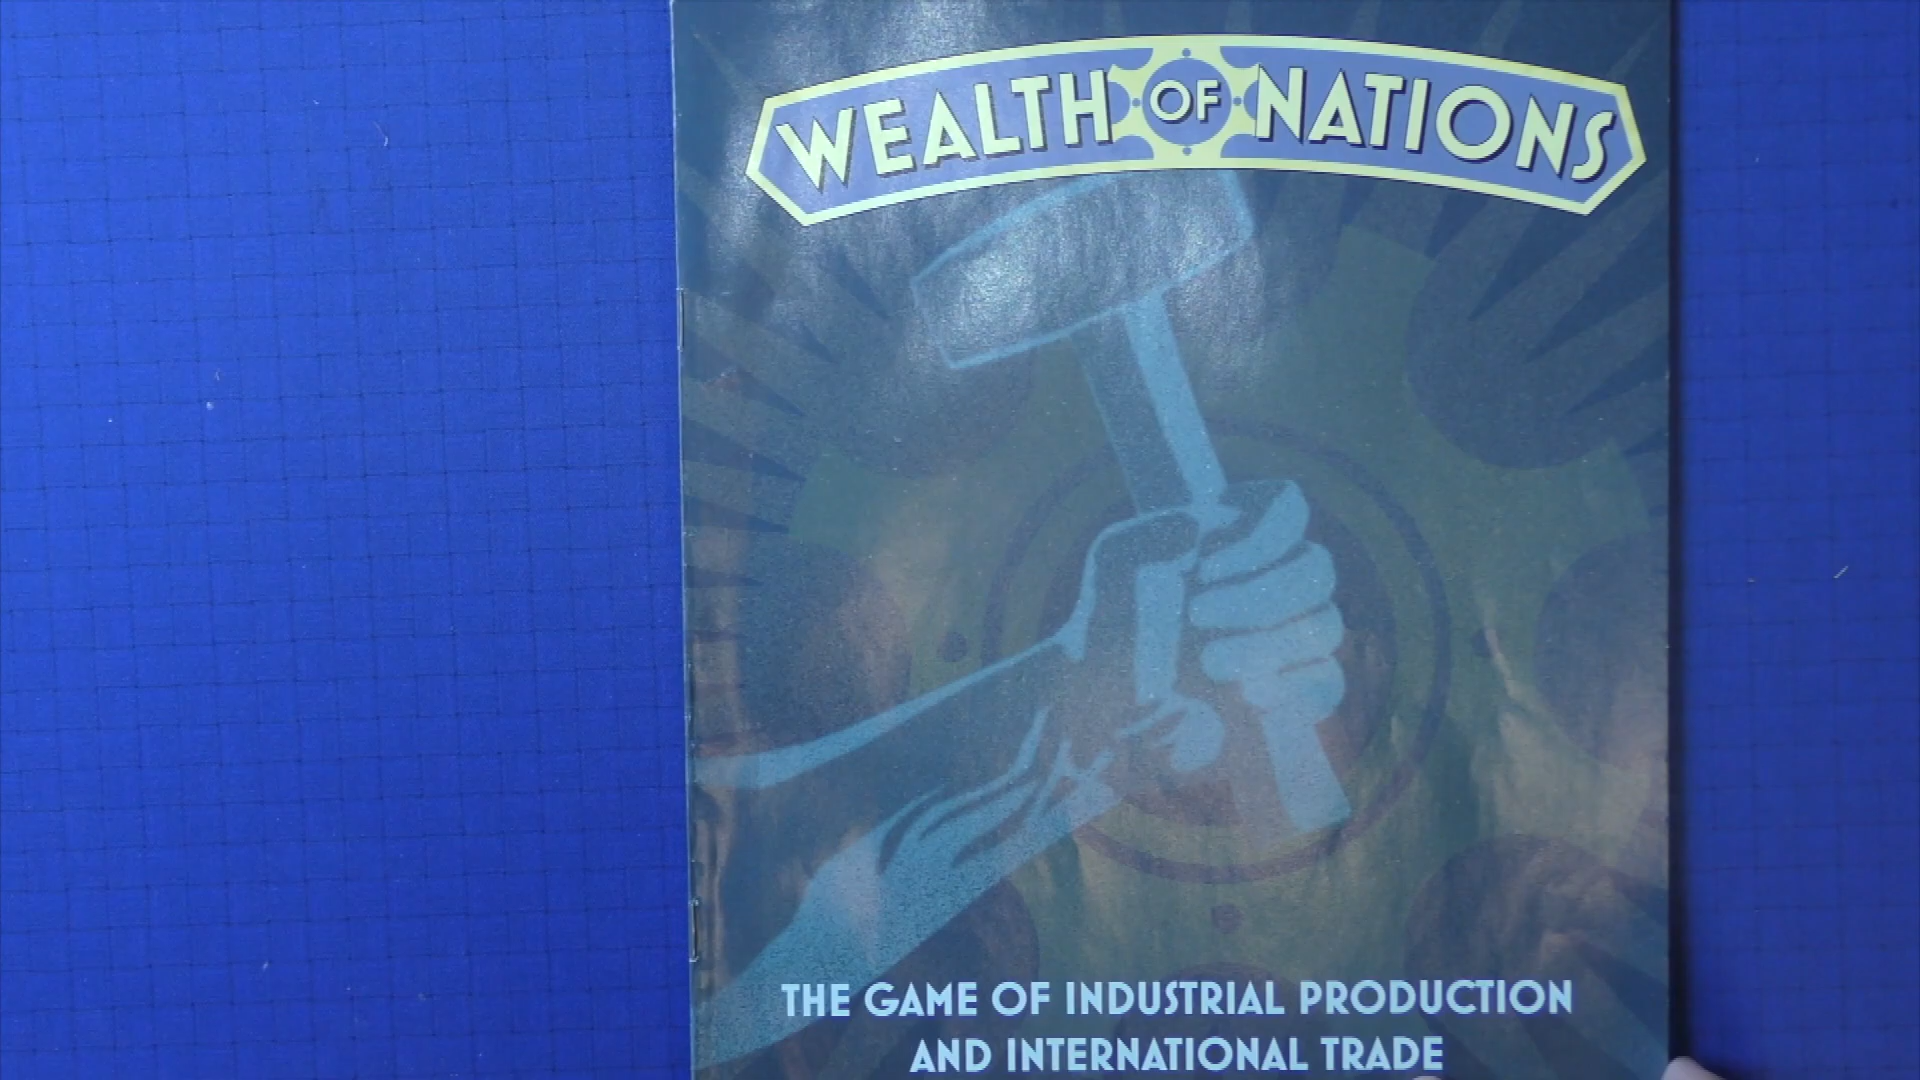 WEALTH OF NATIONS
THE GAME OF INDUSTRIAL PRODUCTION
AND INTERNATIONAL TRADE